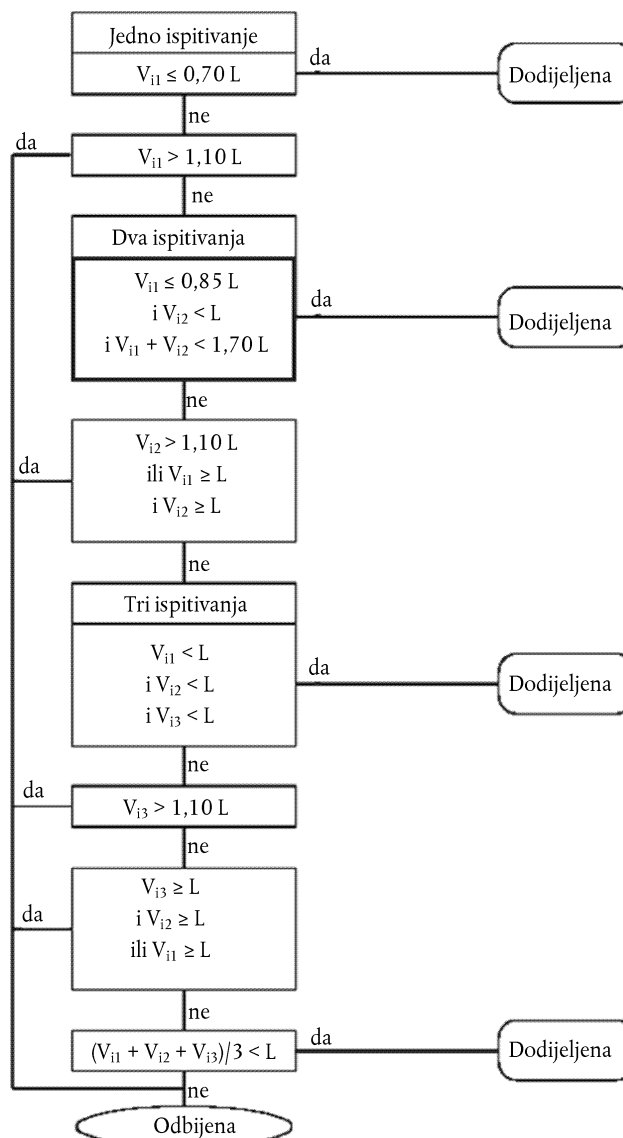 Jedno ispitivanje
V_i1 ≤ 0,70 L
da
Dodijeljena
ne
da
V_i1 > 1,10 L
ne
Dva ispitivanja
V_i1 ≤ 0,85 L
i V_i2 < L
i V_i1 + V_i2 < 1,70 L
da
Dodijeljena
ne
da
V_i2 > 1,10 L
ili V_i1 ≥ L
i V_i2 ≥ L
ne
Tri ispitivanja
V_i1 < L
i V_i2 < L
i V_i3 < L
da
Dodijeljena
ne
da
V_i3 > 1,10 L
ne
da
V_i3 ≥ L
i V_i2 ≥ L
ili V_i1 ≥ L
ne
(V_i1 + V_i2 + V_i3)/3 < L
da
Dodijeljena
ne
Odbijena